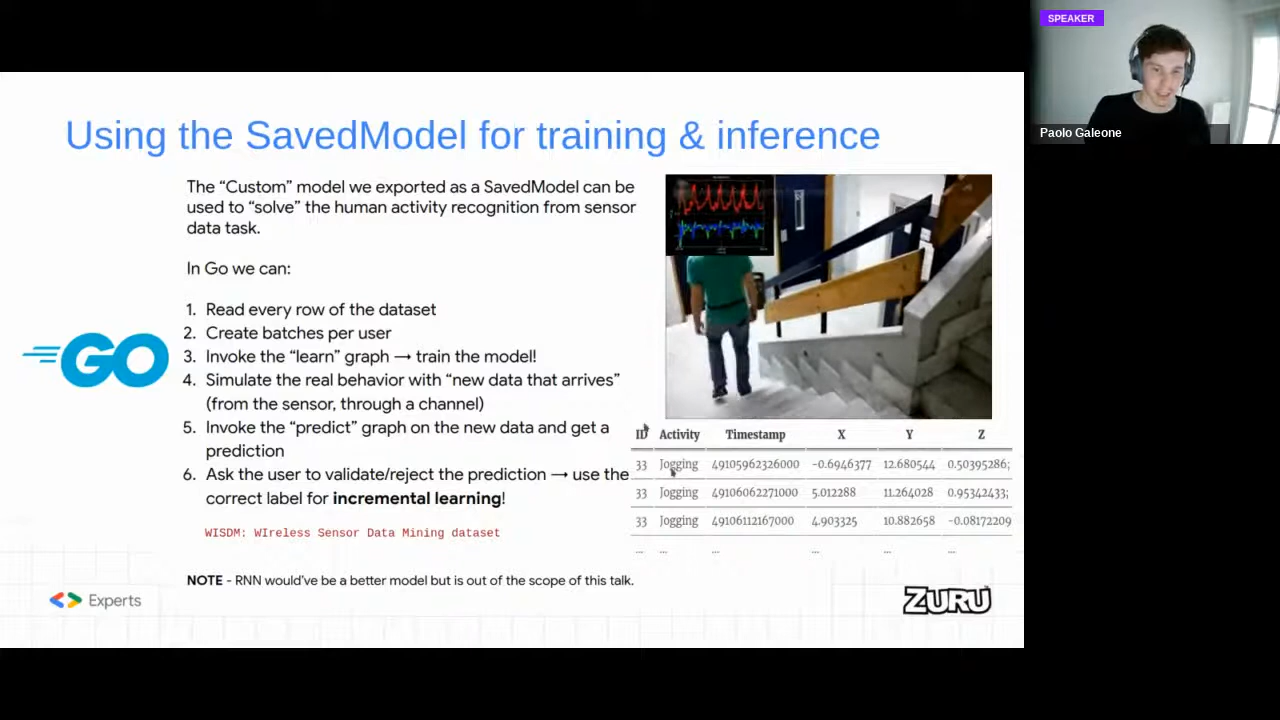 SPEAKER
Paolo Galeone
Using the SavedModel for training & inference
The “Custom” model we exported as a SavedModel can be
used to “solve” the human activity recognition from sensor
data task.
In Go we can:
1. Read every row of the dataset
2. Create batches per user
3. Invoke the “learn” graph → train the model!
4. Simulate the real behavior with “new data that arrives”
(from the sensor, through a channel)
5. Invoke the “predict” graph on the new data and get a
prediction
6. Ask the user to validate/reject the prediction → use the
correct label for incremental learning!
WISDM: WIreless Sensor Data Mining dataset
NOTE - RNN would’ve be a better model but is out of the scope of this talk.
GO
ID Activity Timestamp X Y Z
33 Jogging 49105962326000 -0.6946377 12.680544 0.50395286;
33 Jogging 49106062271000 5.012288 11.264028 0.95342433;
33 Jogging 49106112167000 4.903325 10.882658 -0.08172209
... ... ... ... ... ...
Experts
ZURU